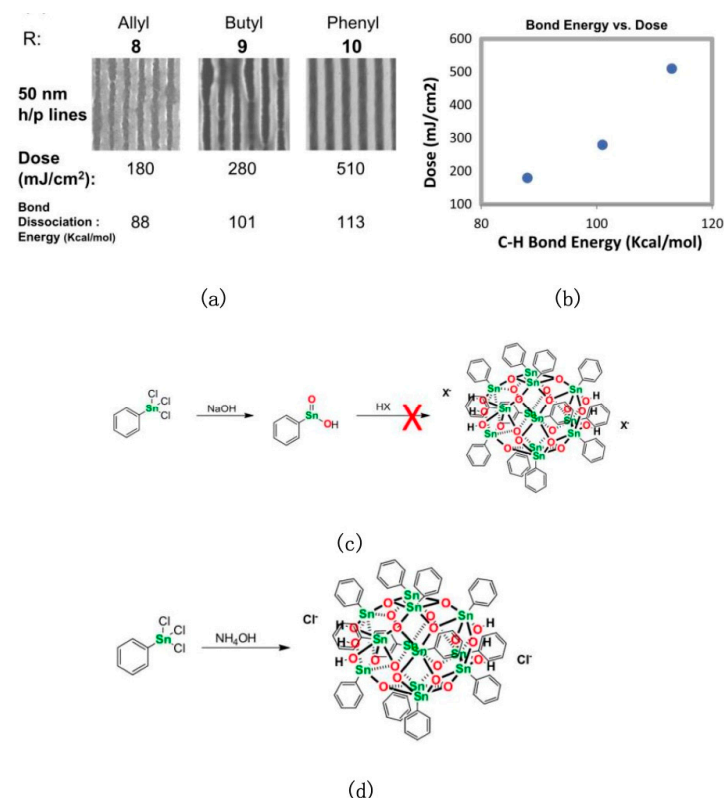 R: Allyl Butyl Phenyl
8 9 10
50 nm
h/p lines
Dose
(mJ/cm²): 180 280 510
Bond
Dissociation :
Energy (Kcal/mol) 88 101 113
(a)
Bond Energy vs. Dose
Dose (mJ/cm2)
600
500
400
300
200
100
80 100 120
C-H Bond Energy (Kcal/mol)
(b)
Cl
Sn Cl
Cl
NaOH
O
Sn
OH
HX
X
X⁻
Sn
O
H
X⁻
(c)
Cl
Sn Cl
Cl
NH₄OH
Cl⁻
Sn
O
H
Cl⁻
(d)